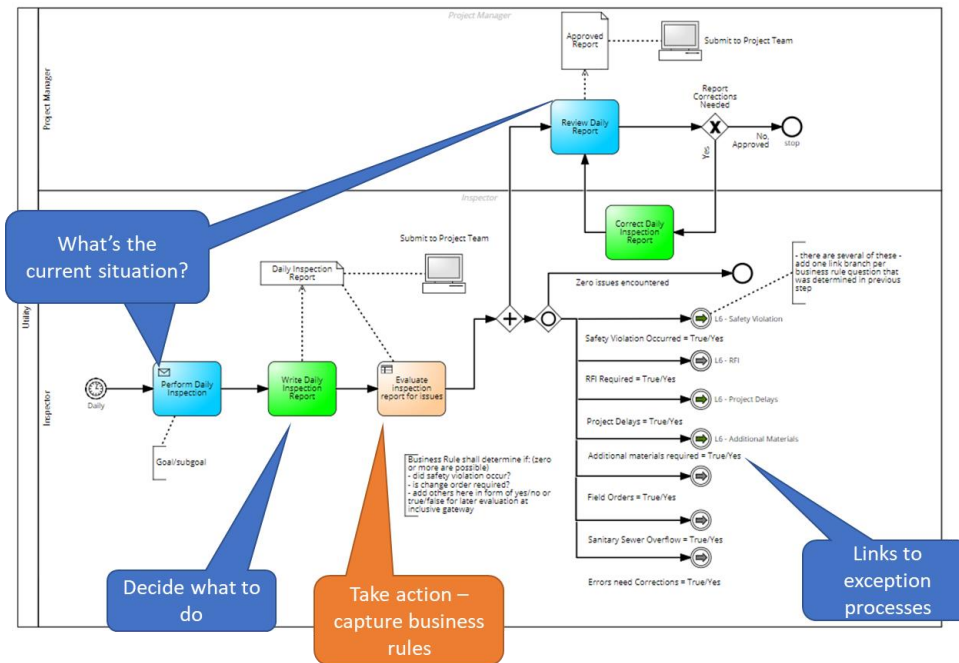 Project Manager
Project Manager
Approved
Report
Submit to Project Team
Review Daily
Report
Report
Corrections
Needed
No,
Approved
stop
Yes
Utility
Inspector
Inspector
What's the
current situation?
Submit to Project Team
Daily Inspection
Report
Correct Daily
Inspection
Report
- there are several of these -
add one link branch per
business rule question that
was determined in previous
step
Zero issues encountered
L6 - Safety Violation
Safety Violation Occurred = True/Yes
L6 - RFI
RFI Required = True/Yes
L6 - Project Delays
Project Delays = True/Yes
L6 - Additional Materials
Additional materials required = True/Yes
Field Orders = True/Yes
Sanitary Sewer Overflow = True/Yes
Errors need Corrections = True/Yes
Daily
Perform Daily
Inspection
Write Daily
Inspection
Report
Evaluate
inspection
report for issues
Goal/subgoal
Business Rule shall determine if: (zero
or more are possible)
- did safety violation occur?
- is change order required?
- add others here in form of yes/no or
true/false for later evaluation at
inclusive gateway
Decide what to
do
Take action –
capture business
rules
Links to
exception
processes